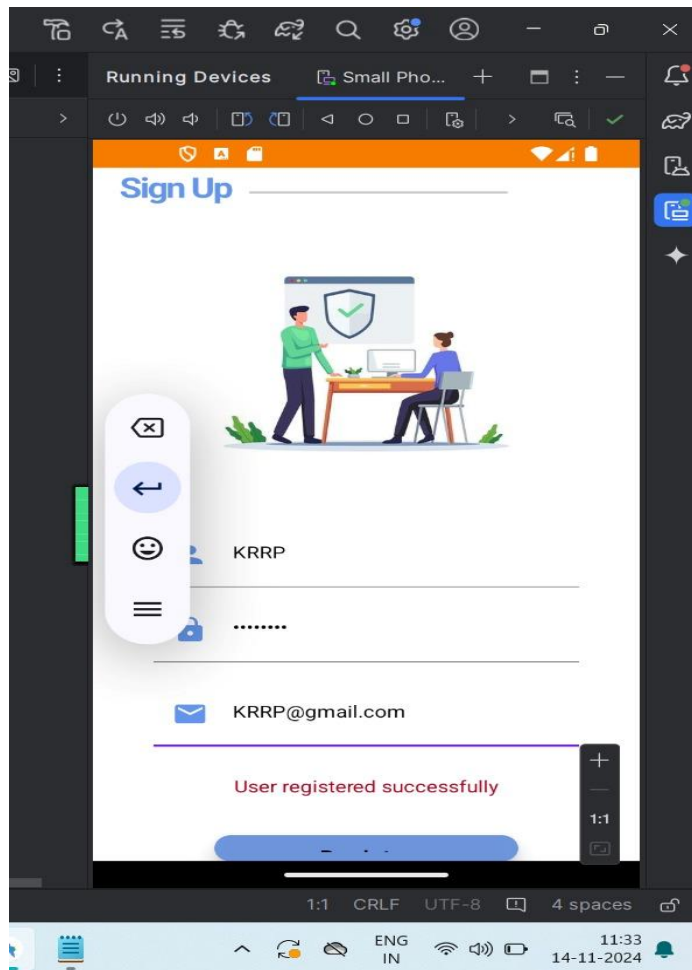 Running Devices
Small Pho...
Sign Up
KRRP
••••••••
KRRP@gmail.com
User registered successfully
1:1
1:1 CRLF UTF-8 4 spaces
ENG
IN
11:33
14-11-2024